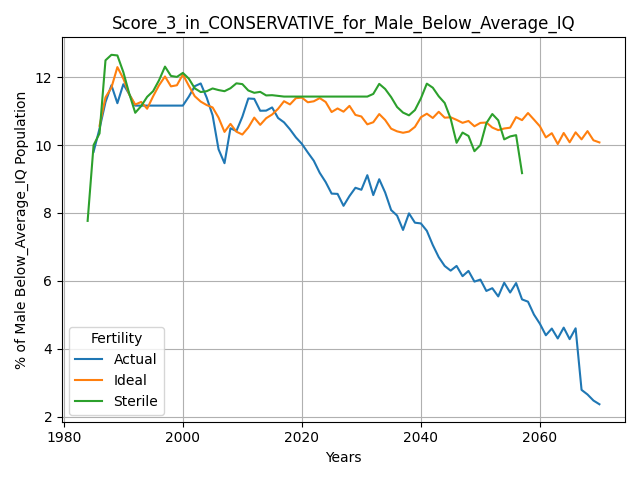 Score_3_in_CONSERVATIVE_for_Male_Below_Average_IQ
% of Male Below_Average_IQ Population
12
10
8
6
4
2
Fertility
Actual
Ideal
Sterile
1980 2000 2020 2040 2060
Years